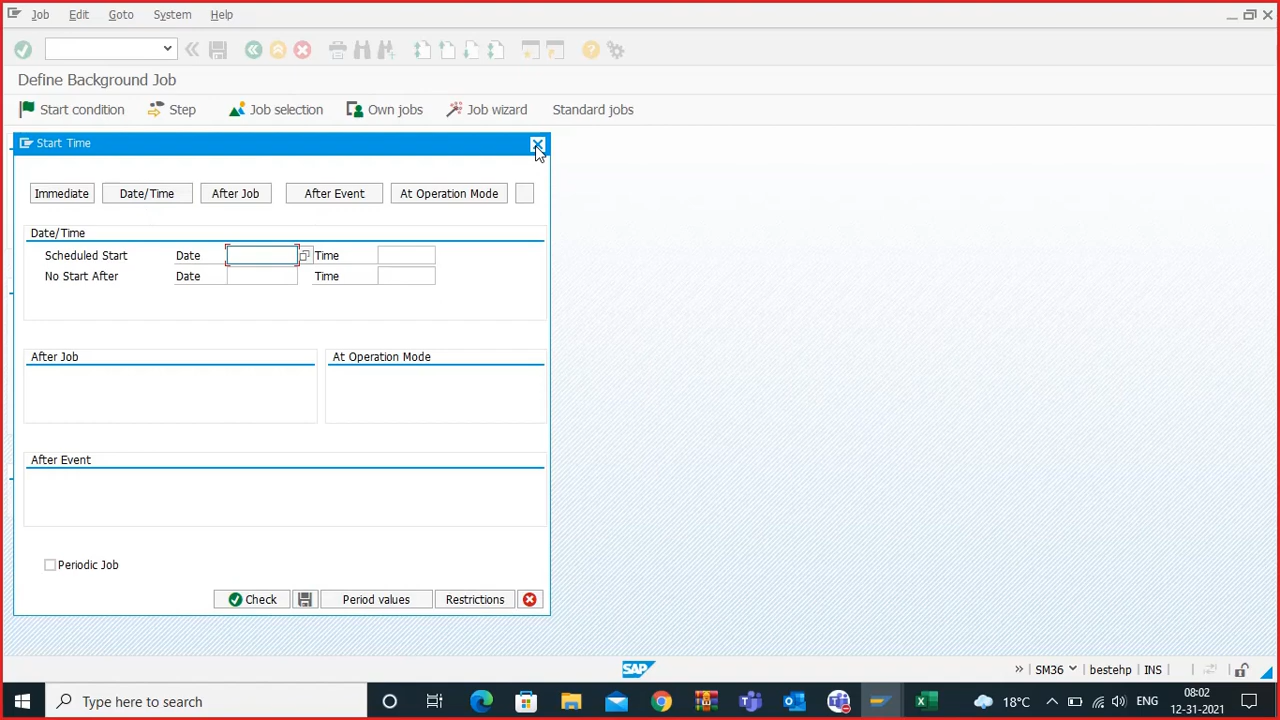 Job Edit Goto System Help
Define Background Job
Start condition Step Job selection Own jobs Job wizard Standard jobs
Start Time
Immediate Date/Time After Job After Event At Operation Mode
Date/Time
Scheduled Start Date Time
No Start After Date Time
After Job At Operation Mode
After Event
Periodic Job
Check Period values Restrictions
SAP SM36 bestehp INS
Type here to search 18°C ENG 08:02
12-31-2021